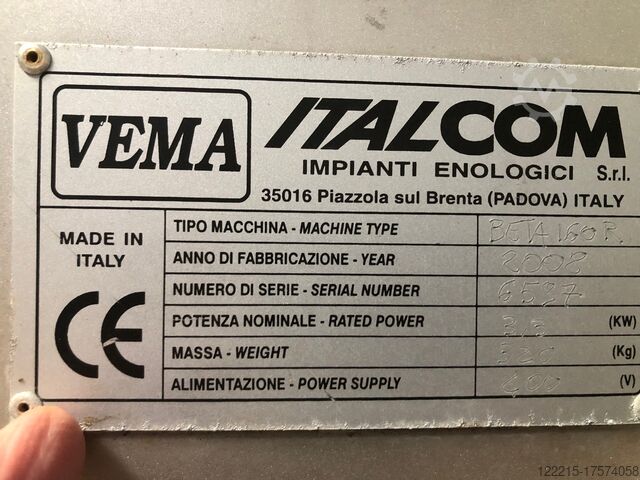 VEMA
ITALCOM
IMPIANTI ENOLOGICI S.r.l.
35016 Piazzola sul Brenta (PADOVA) ITALY
MADE IN
ITALY
CE
TIPO MACCHINA - MACHINE TYPE BETA 160 R
ANNO DI FABBRICAZIONE - YEAR 2002
NUMERO DI SERIE - SERIAL NUMBER
POTENZA NOMINALE - RATED POWER (KW)
MASSA - WEIGHT (Kg)
ALIMENTAZIONE - POWER SUPPLY 400 (V)
122215-17574058